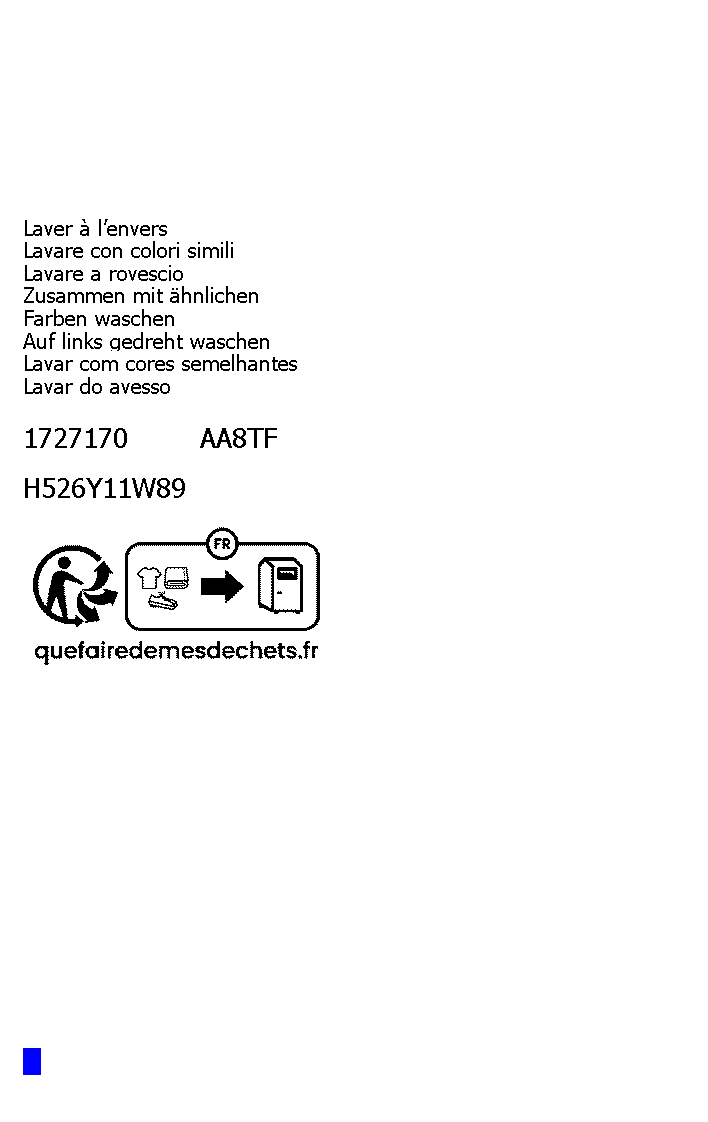 Laver à l’envers
Lavare con colori simili
Lavare a rovescio
Zusammen mit ähnlichen
Farben waschen
Auf links gedreht waschen
Lavar com cores semelhantes
Lavar do avesso
1727170 AA8TF
H526Y11W89
FR
quefairedemesdechets.fr